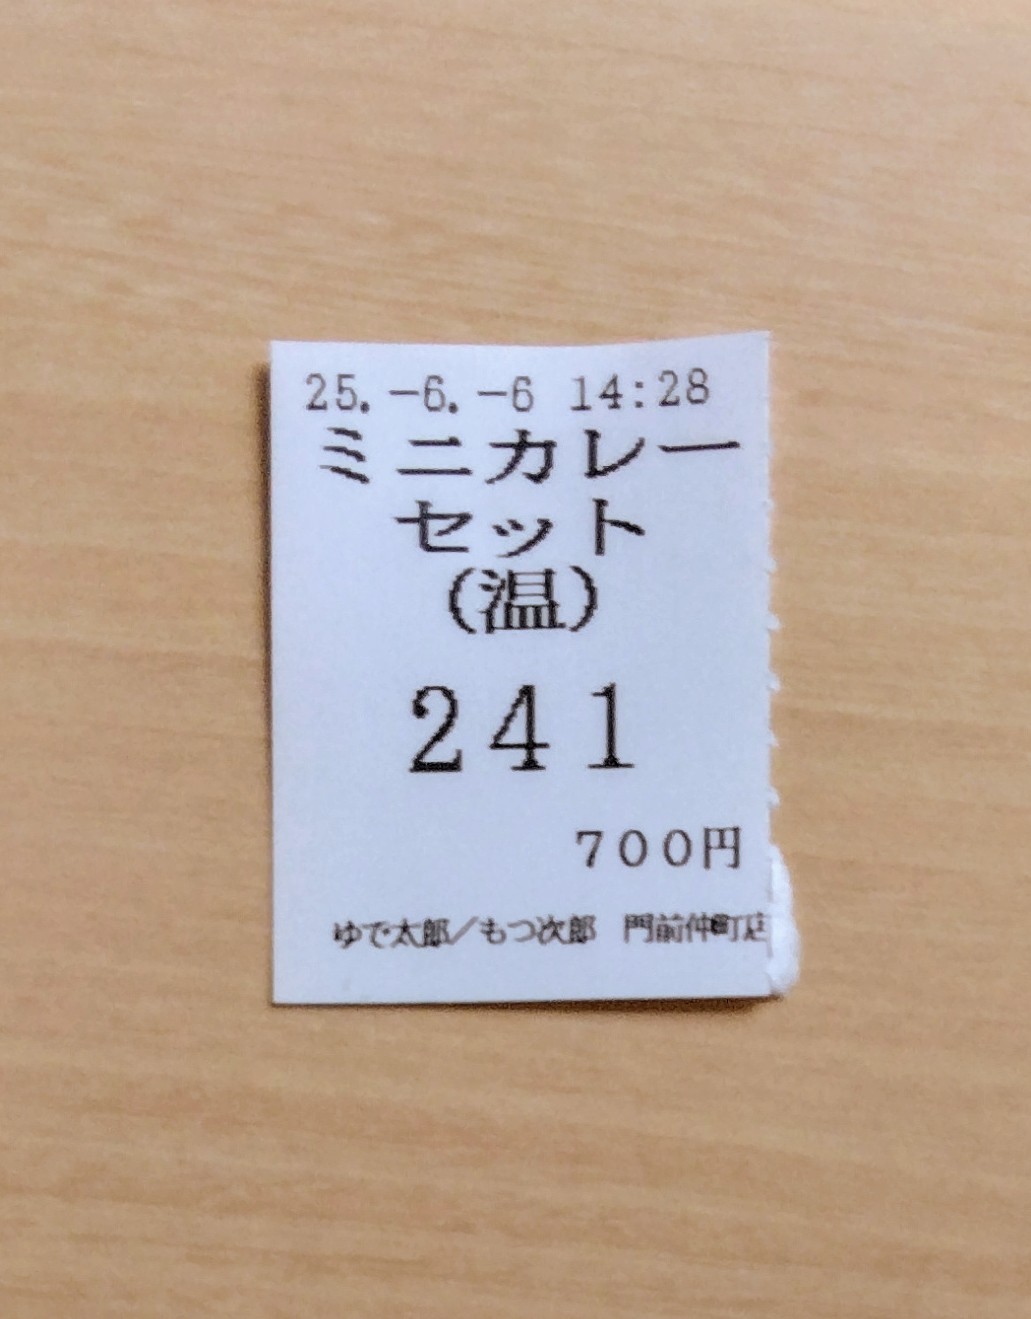 25.-6.-6 14:28
ミニカレー
セット
(温)
241
700円
ゆで太郎／もつ次郎　門前仲町店